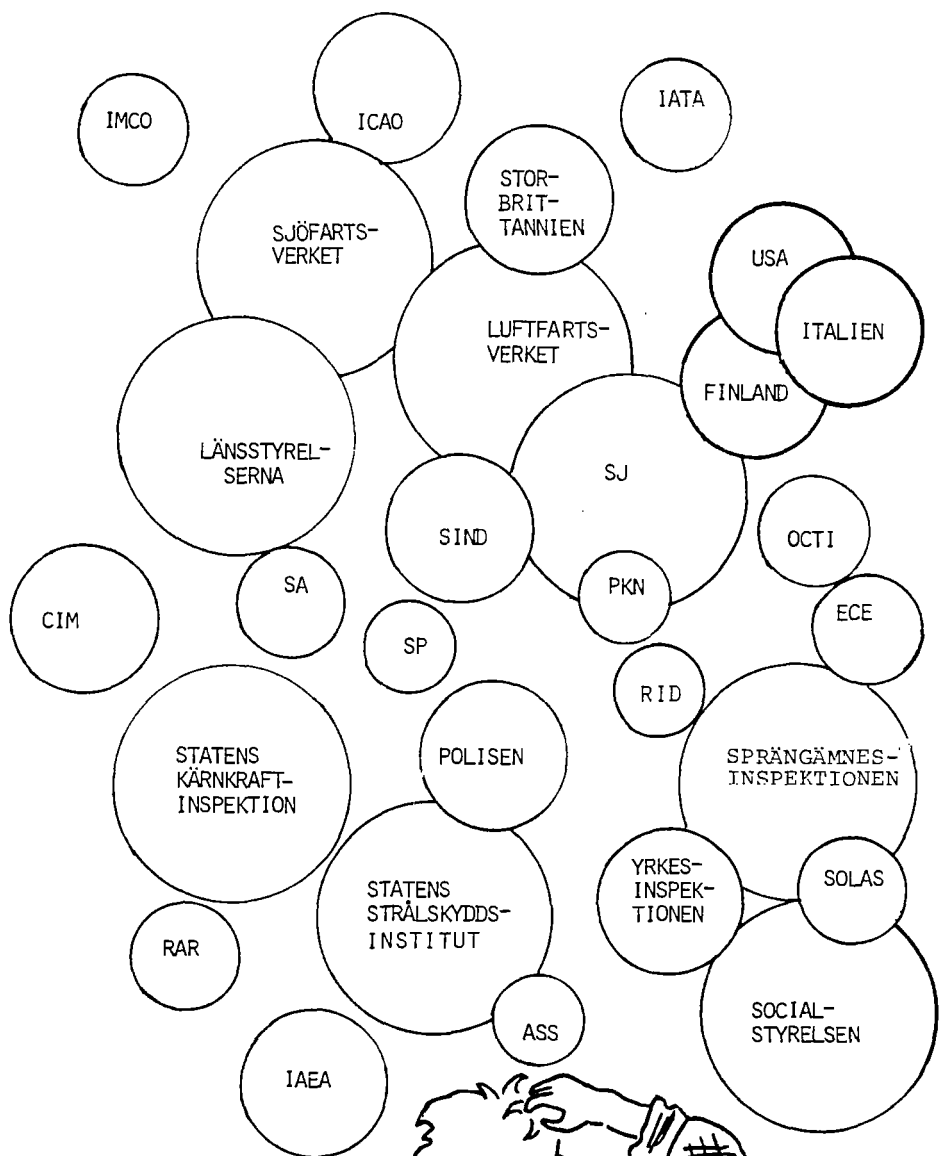 IMCO
ICAO
IATA
STOR-
BRIT-
TANNIEN
SJÖFARTS-
VERKET
USA
ITALIEN
LUFTFARTS-
VERKET
FINLAND
LÄNSSTYREL-
SERNA
SJ
SIND
OCTI
SA
PKN
CIM
ECE
SP
RID
STATENS
KÄRNKRAFT-
INSPEKTION
POLISEN
SPRÄNGÄMNES-
INSPEKTIONEN
STATENS
STRÅLSKYDDS-
INSTITUT
YRKES-
INSPEK-
TIONEN
SOLAS
RAR
ASS
SOCIAL-
STYRELSEN
IAEA